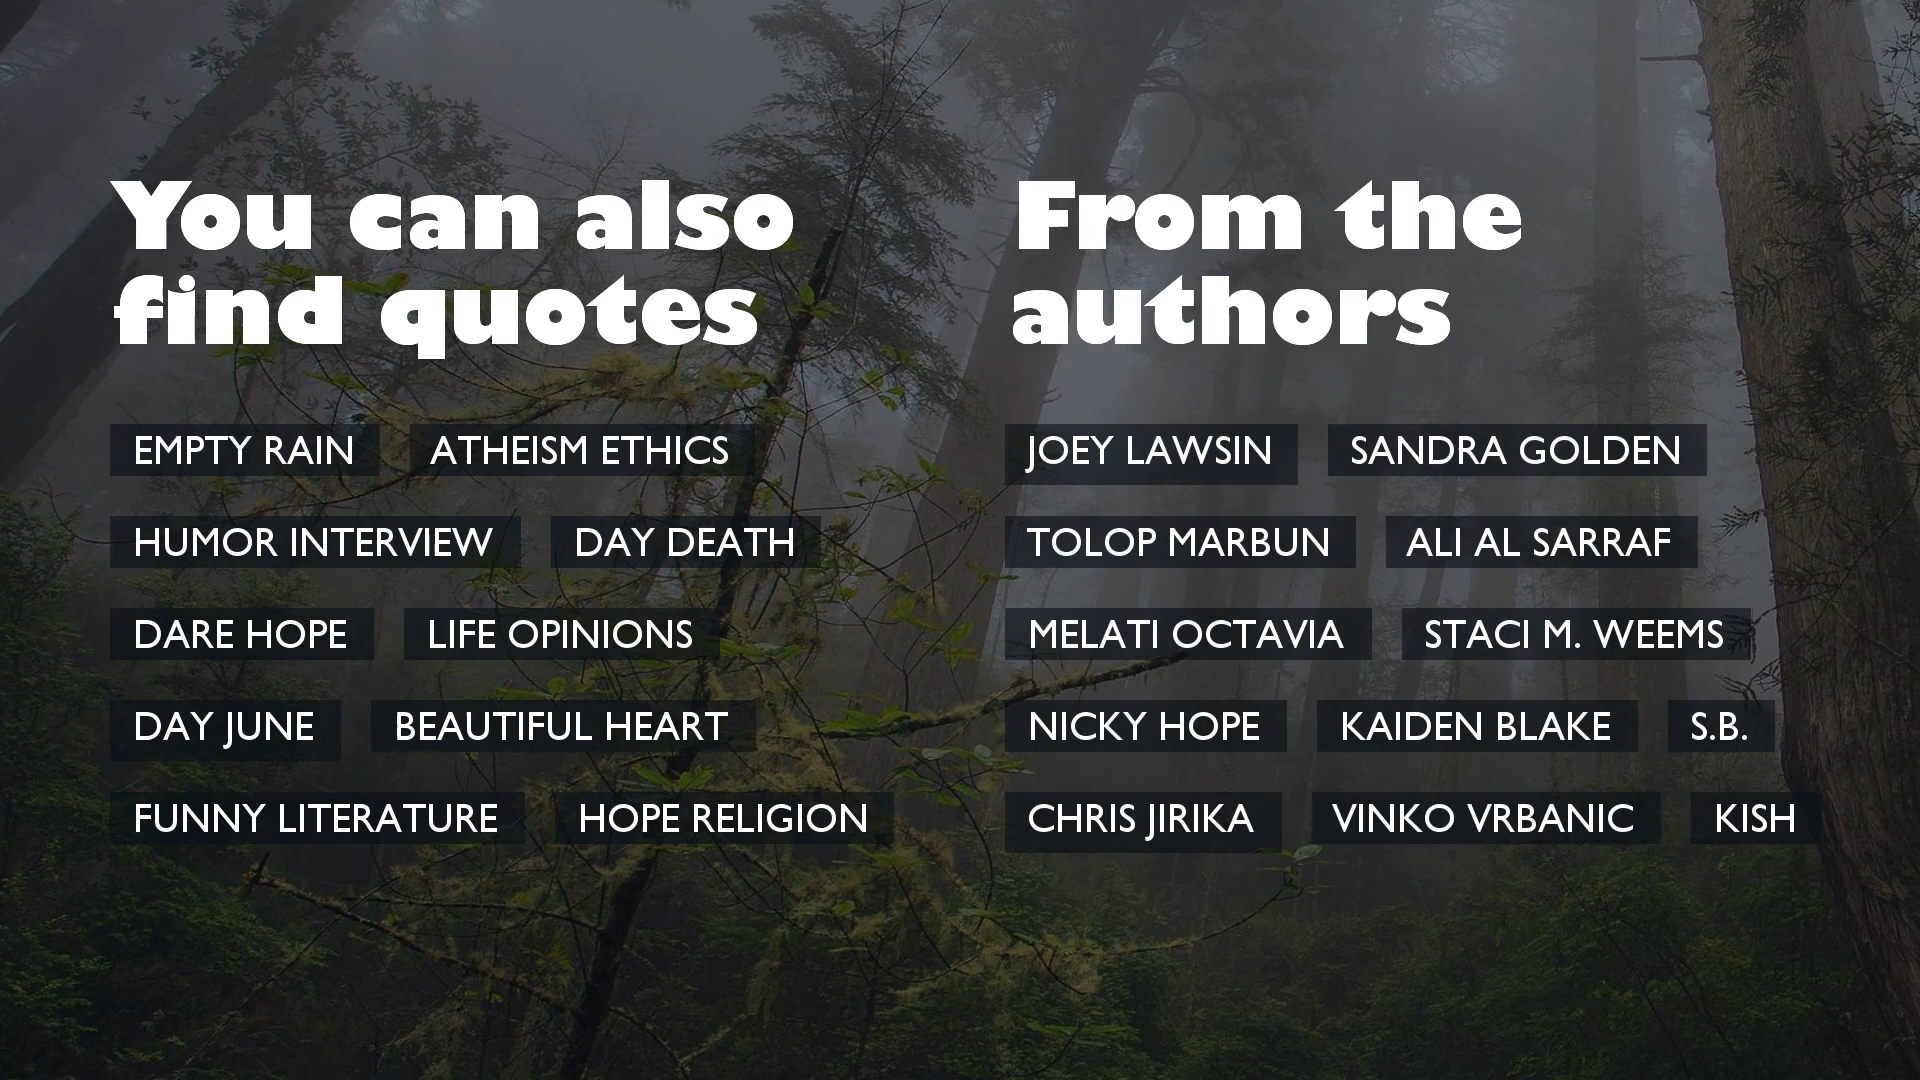 You can also
find quotes
EMPTY RAIN ATHEISM ETHICS
HUMOR INTERVIEW DAY DEATH
DARE HOPE LIFE OPINIONS
DAY JUNE BEAUTIFUL HEART
FUNNY LITERATURE HOPE RELIGION
From the
authors
JOEY LAWSIN SANDRA GOLDEN
TOLOP MARBUN ALI AL SARRAF
MELATI OCTAVIA STACI M. WEEMS
NICKY HOPE KAIDEN BLAKE S.B.
CHRIS JIRIKA VINKO VRBANIC KISH